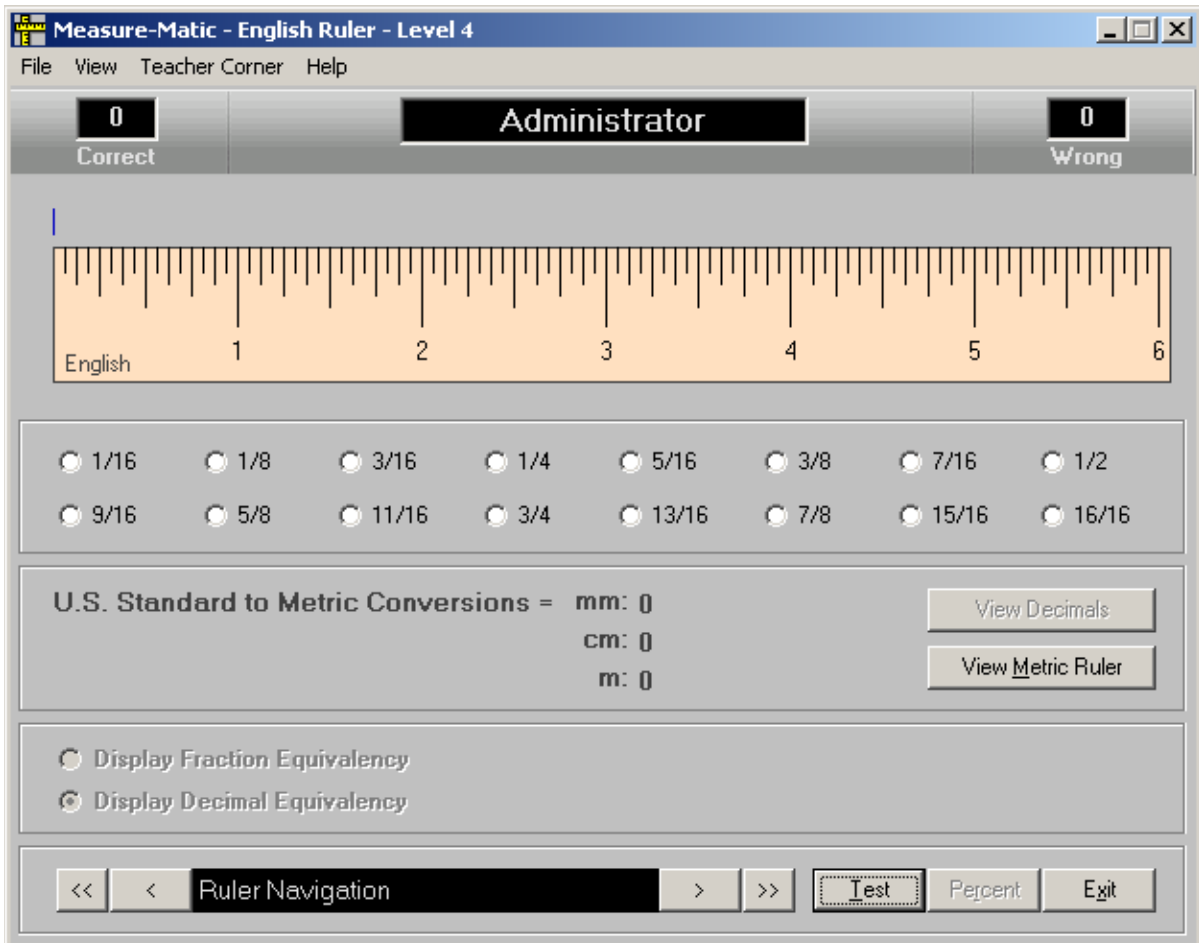 Measure-Matic - English Ruler - Level 4
File View Teacher Corner Help
0 Administrator 0
Correct Wrong
1 2 3 4 5 6
English
1/16 1/8 3/16 1/4 5/16 3/8 7/16 1/2
9/16 5/8 11/16 3/4 13/16 7/8 15/16 16/16
U.S. Standard to Metric Conversions = mm: 0 View Decimals
cm: 0
View Metric Ruler
m: 0
Display Fraction Equivalency
Display Decimal Equivalency
<< < Ruler Navigation > >> Test Percent Exit